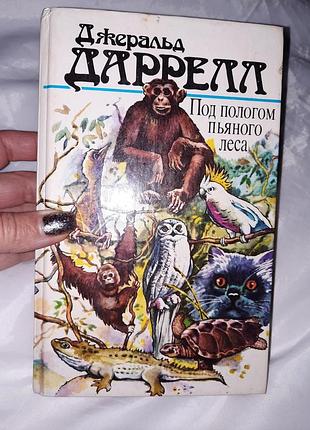 Джеральд
ДАРРЕЛЛ
Под пологом
пьяного
леса